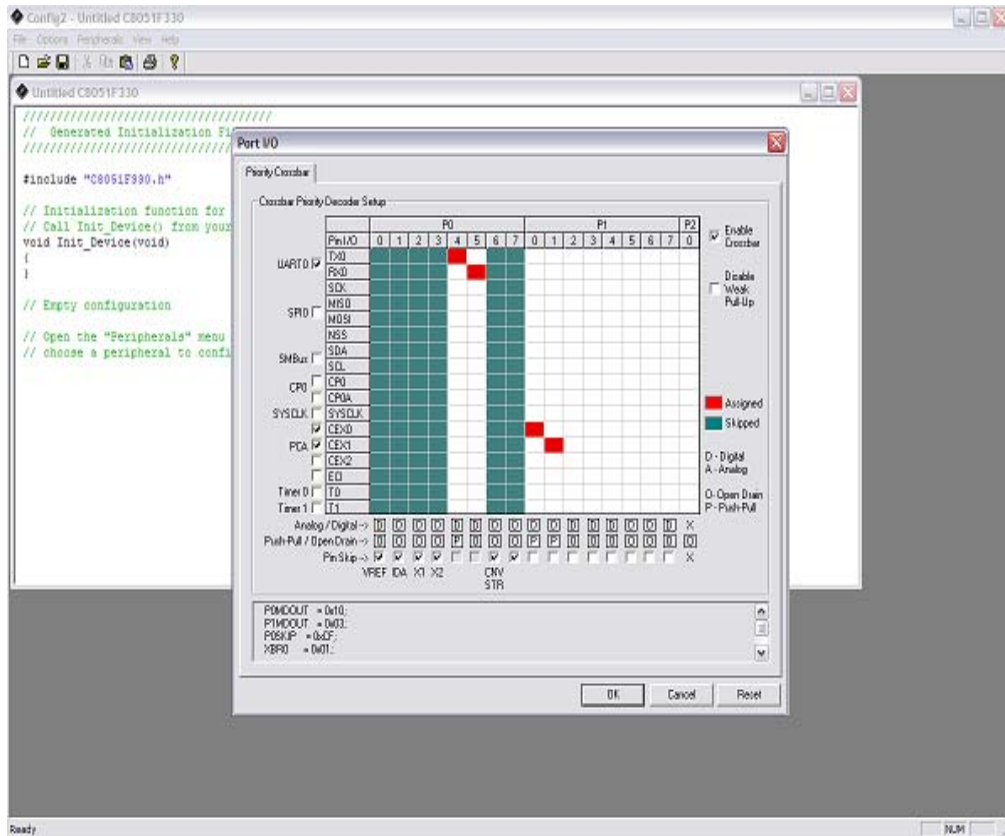 Config2 - Untitled C8051F330
File Options Peripherals View Help
Untitled C8051F330
///////////////////////////////////////
// Generated Initialization Fi
#include "C8051F330.h"
// Initialization function for
// Call Init_Device() from your
void Init_Device(void)
{
}
// Empty configuration
// Open the "Peripherals" menu
// choose a peripheral to confi
Port I/O
Priority Crossbar
Crossbar Priority Decoder Setup
P0 P1 P2
Pin I/O 0 1 2 3 4 5 6 7 0 1 2 3 4 5 6 7 0
Enable Crossbar
UART0 TX0
RX0
Disable Weak Pull-Up
SCK
SPI0 MISO
MOSI
NSS
SMBus SDA
SCL
CP0 CP0
CP0A
SYSCLK SYSCLK
CEX0
PCA CEX1
CEX2
ECI
Timer 0 T0
Timer 1 T1
Assigned
Skipped
D - Digital
A - Analog
O - Open Drain
P - Push-Pull
Analog / Digital->
Push-Pull / Open Drain->
Pin Skip->
VREF IDA X1 X2 CNV STR
P0MDOUT = 0x10;
P1MDOUT = 0x03;
P0SKIP = 0xCF;
XBR0 = 0x01;
OK Cancel Reset
Ready NUM